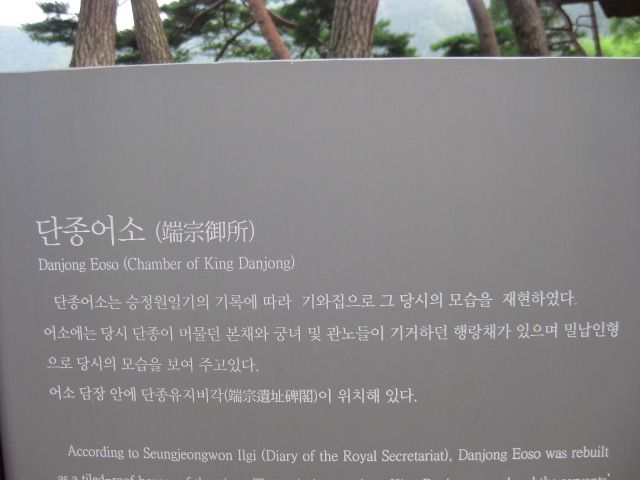 단종어소 (端宗御所)
Danjong Eoso (Chamber of King Danjong)
단종어소는 승정원일기의 기록에 따라 기와집으로 그 당시의 모습을 재현하였다.
어소에는 당시 단종이 머물던 본채와 궁녀 및 관노들이 기거하던 행랑채가 있으며 밀납인형
으로 당시의 모습을 보여 주고있다.
어소 담장 안에 단종유지비각(端宗遺址碑閣)이 위치해 있다.
According to Seungjeongwon Ilgi (Diary of the Royal Secretariat), Danjong Eoso was rebuilt